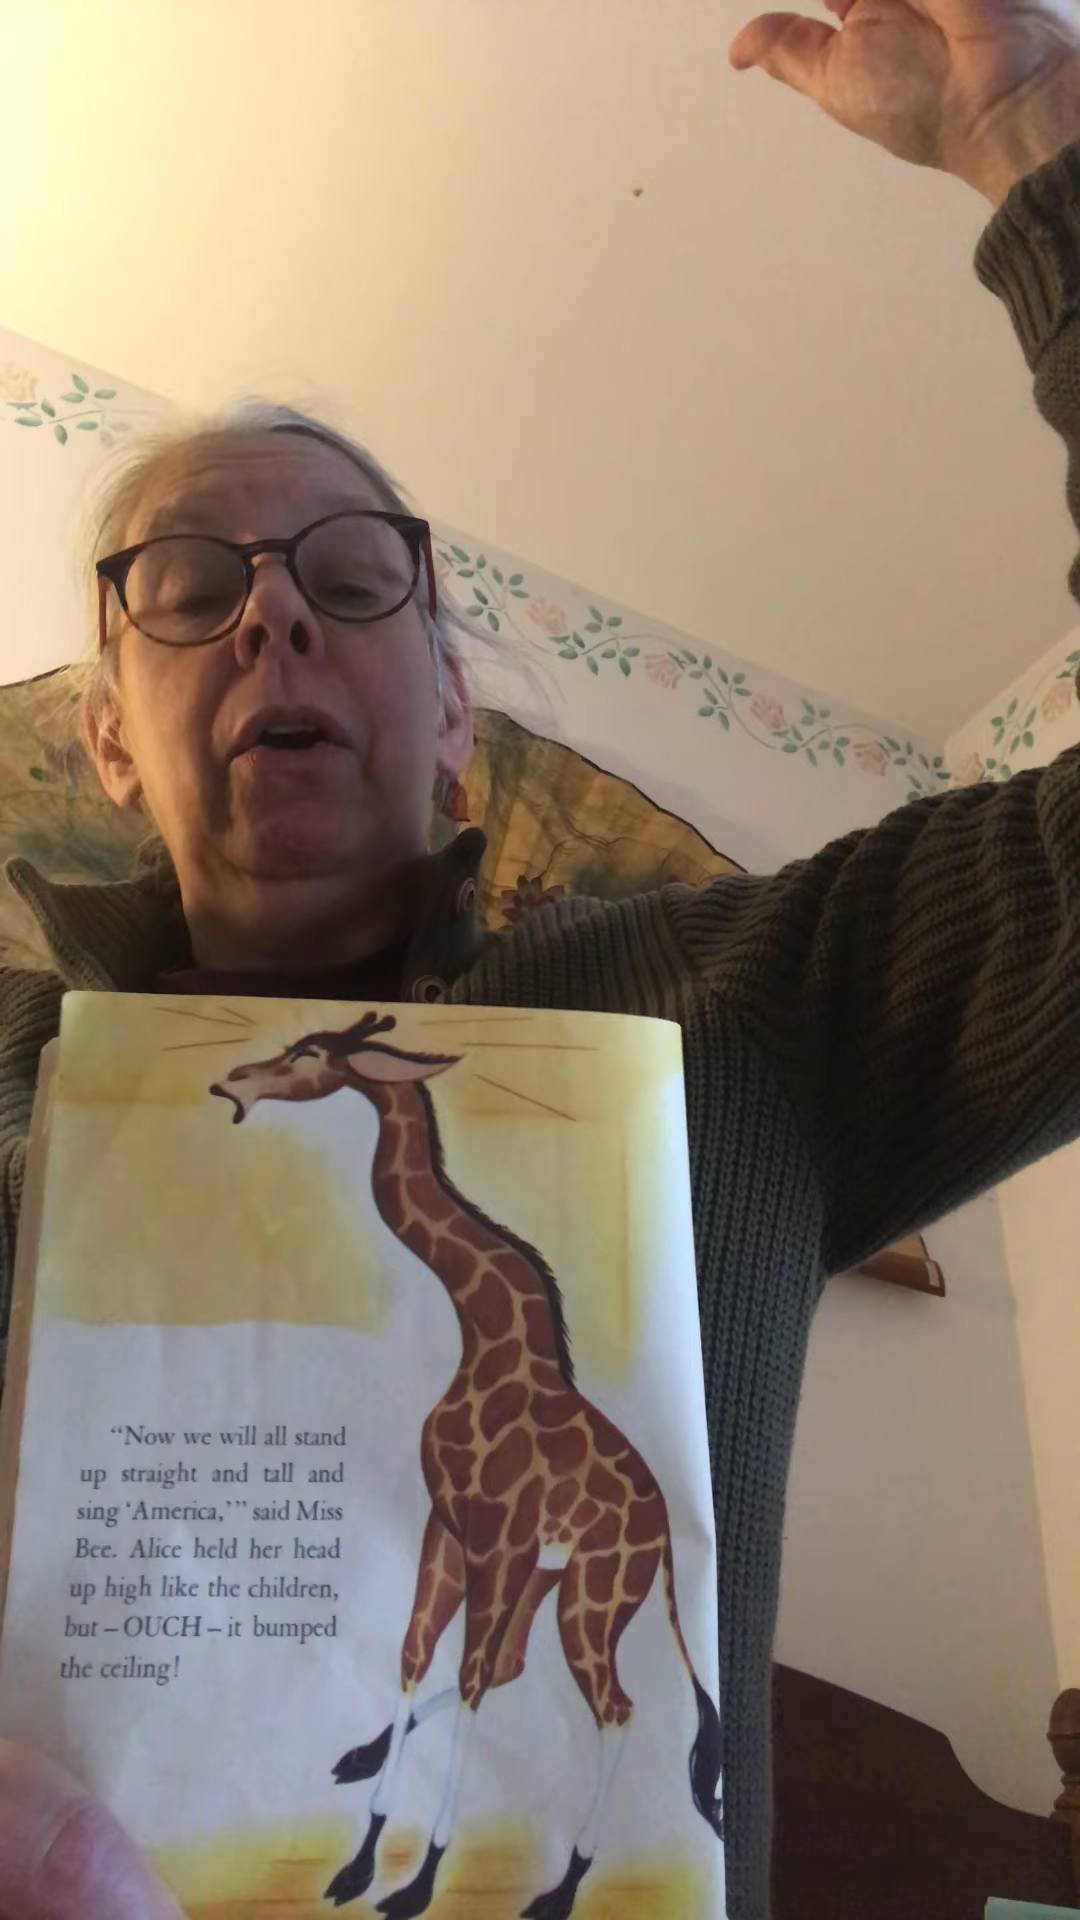 “Now we will all stand
up straight and tall and
sing ‘America,’” said Miss
Bee. Alice held her head
up high like the children,
but – OUCH – it bumped
the ceiling!